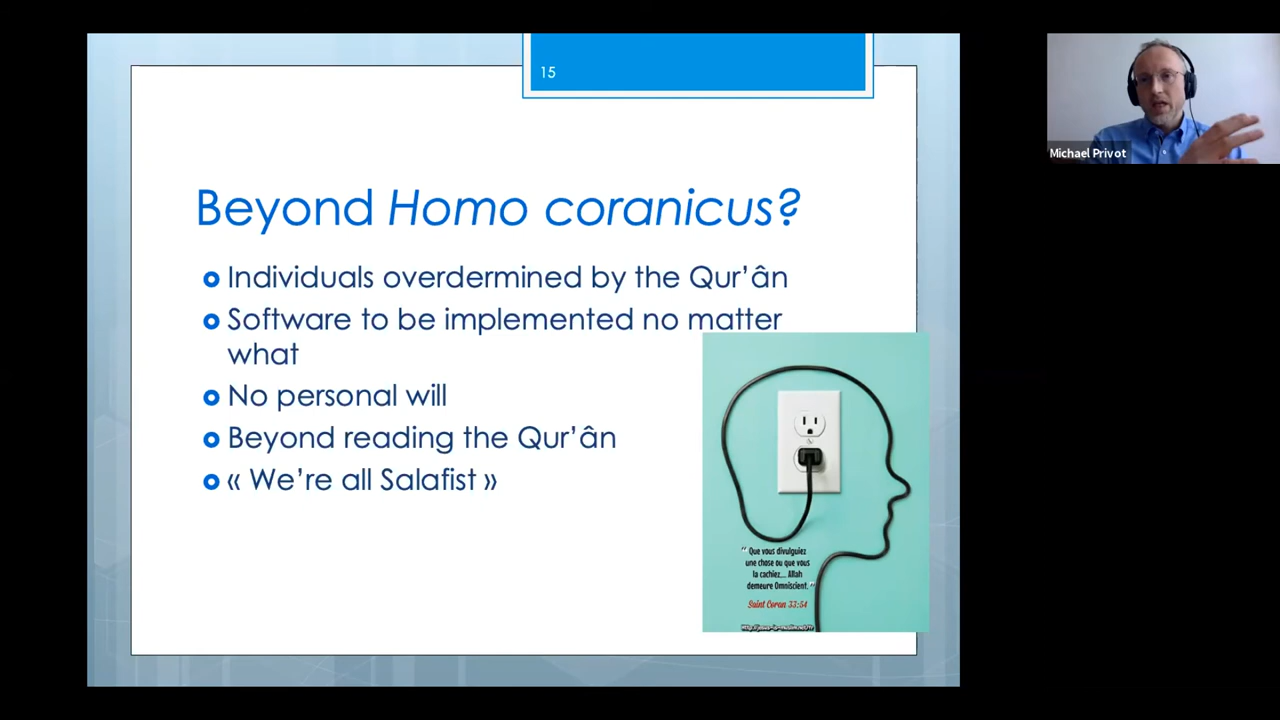 15
Michael Privot
Beyond Homo coranicus?
Individuals overdermined by the Qur’ân
Software to be implemented no matter
what
No personal will
Beyond reading the Qur’ân
« We’re all Salafist »
“ Que vous divulguiez
une chose ou que vous
la cachiez,... Allah
demeure Omniscient. ”
Saint Coran 33:54